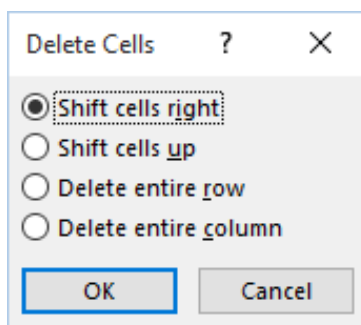 Delete Cells ? ×
Shift cells right
Shift cells up
Delete entire row
Delete entire column
OK Cancel